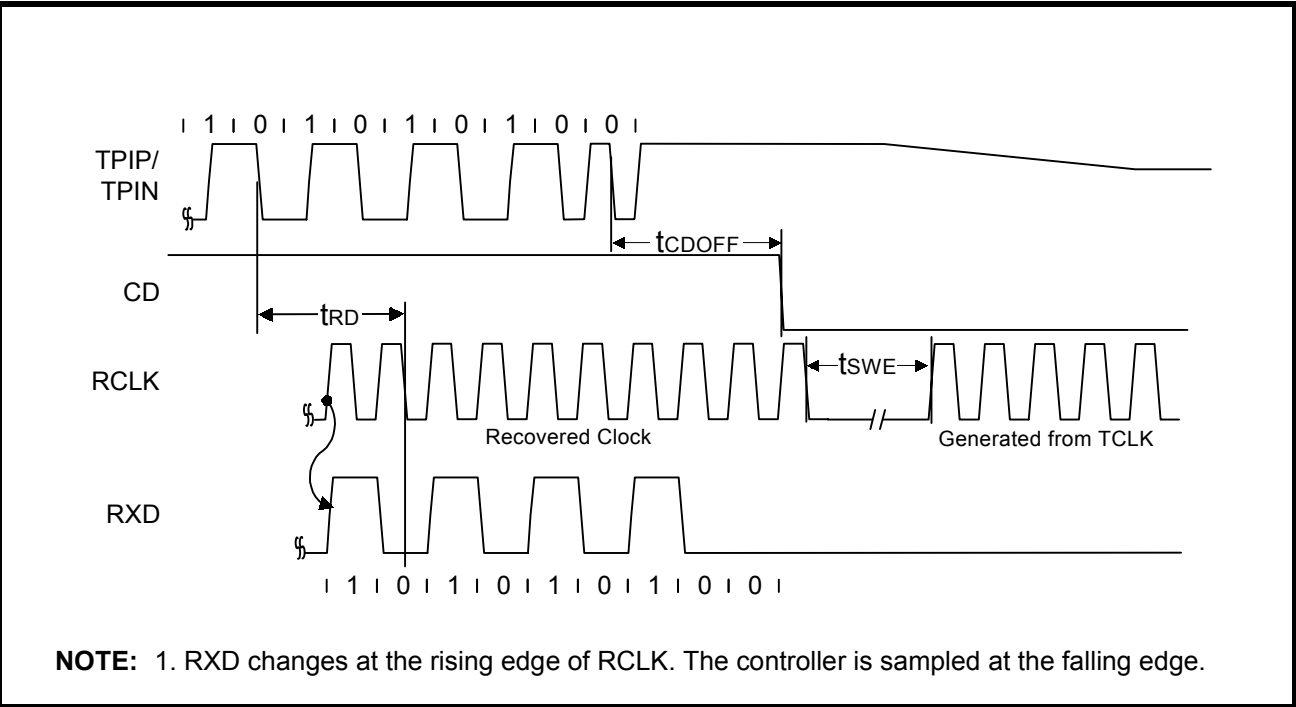 1 0 1 0 1 0 1 0 0
TPIP/
TPIN
tCDOFF
CD
tRD
RCLK
tSWE
Recovered Clock
Generated from TCLK
RXD
1 0 1 0 1 0 1 0 0
NOTE: 1. RXD changes at the rising edge of RCLK. The controller is sampled at the falling edge.